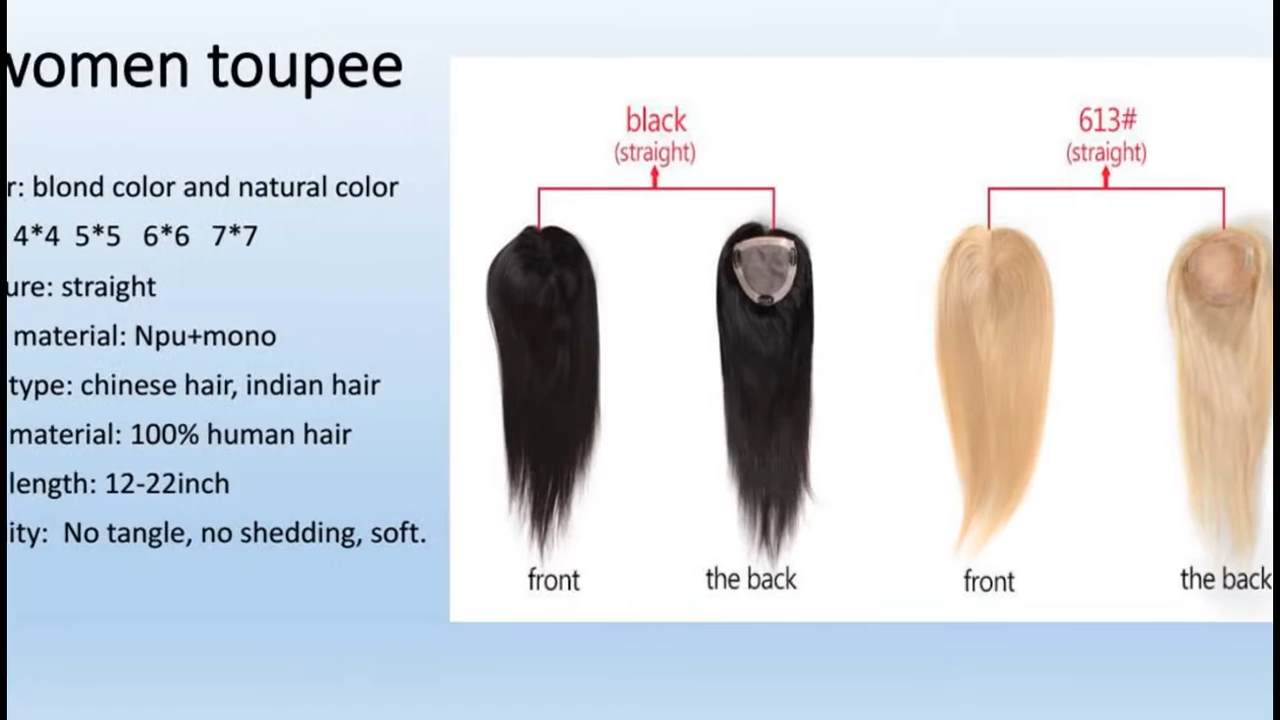 women toupee
r: blond color and natural color
4*4 5*5 6*6 7*7
ure: straight
material: Npu+mono
type: chinese hair, indian hair
material: 100% human hair
length: 12-22inch
ity: No tangle, no shedding, soft.
black
(straight)
613#
(straight)
front
the back
front
the back